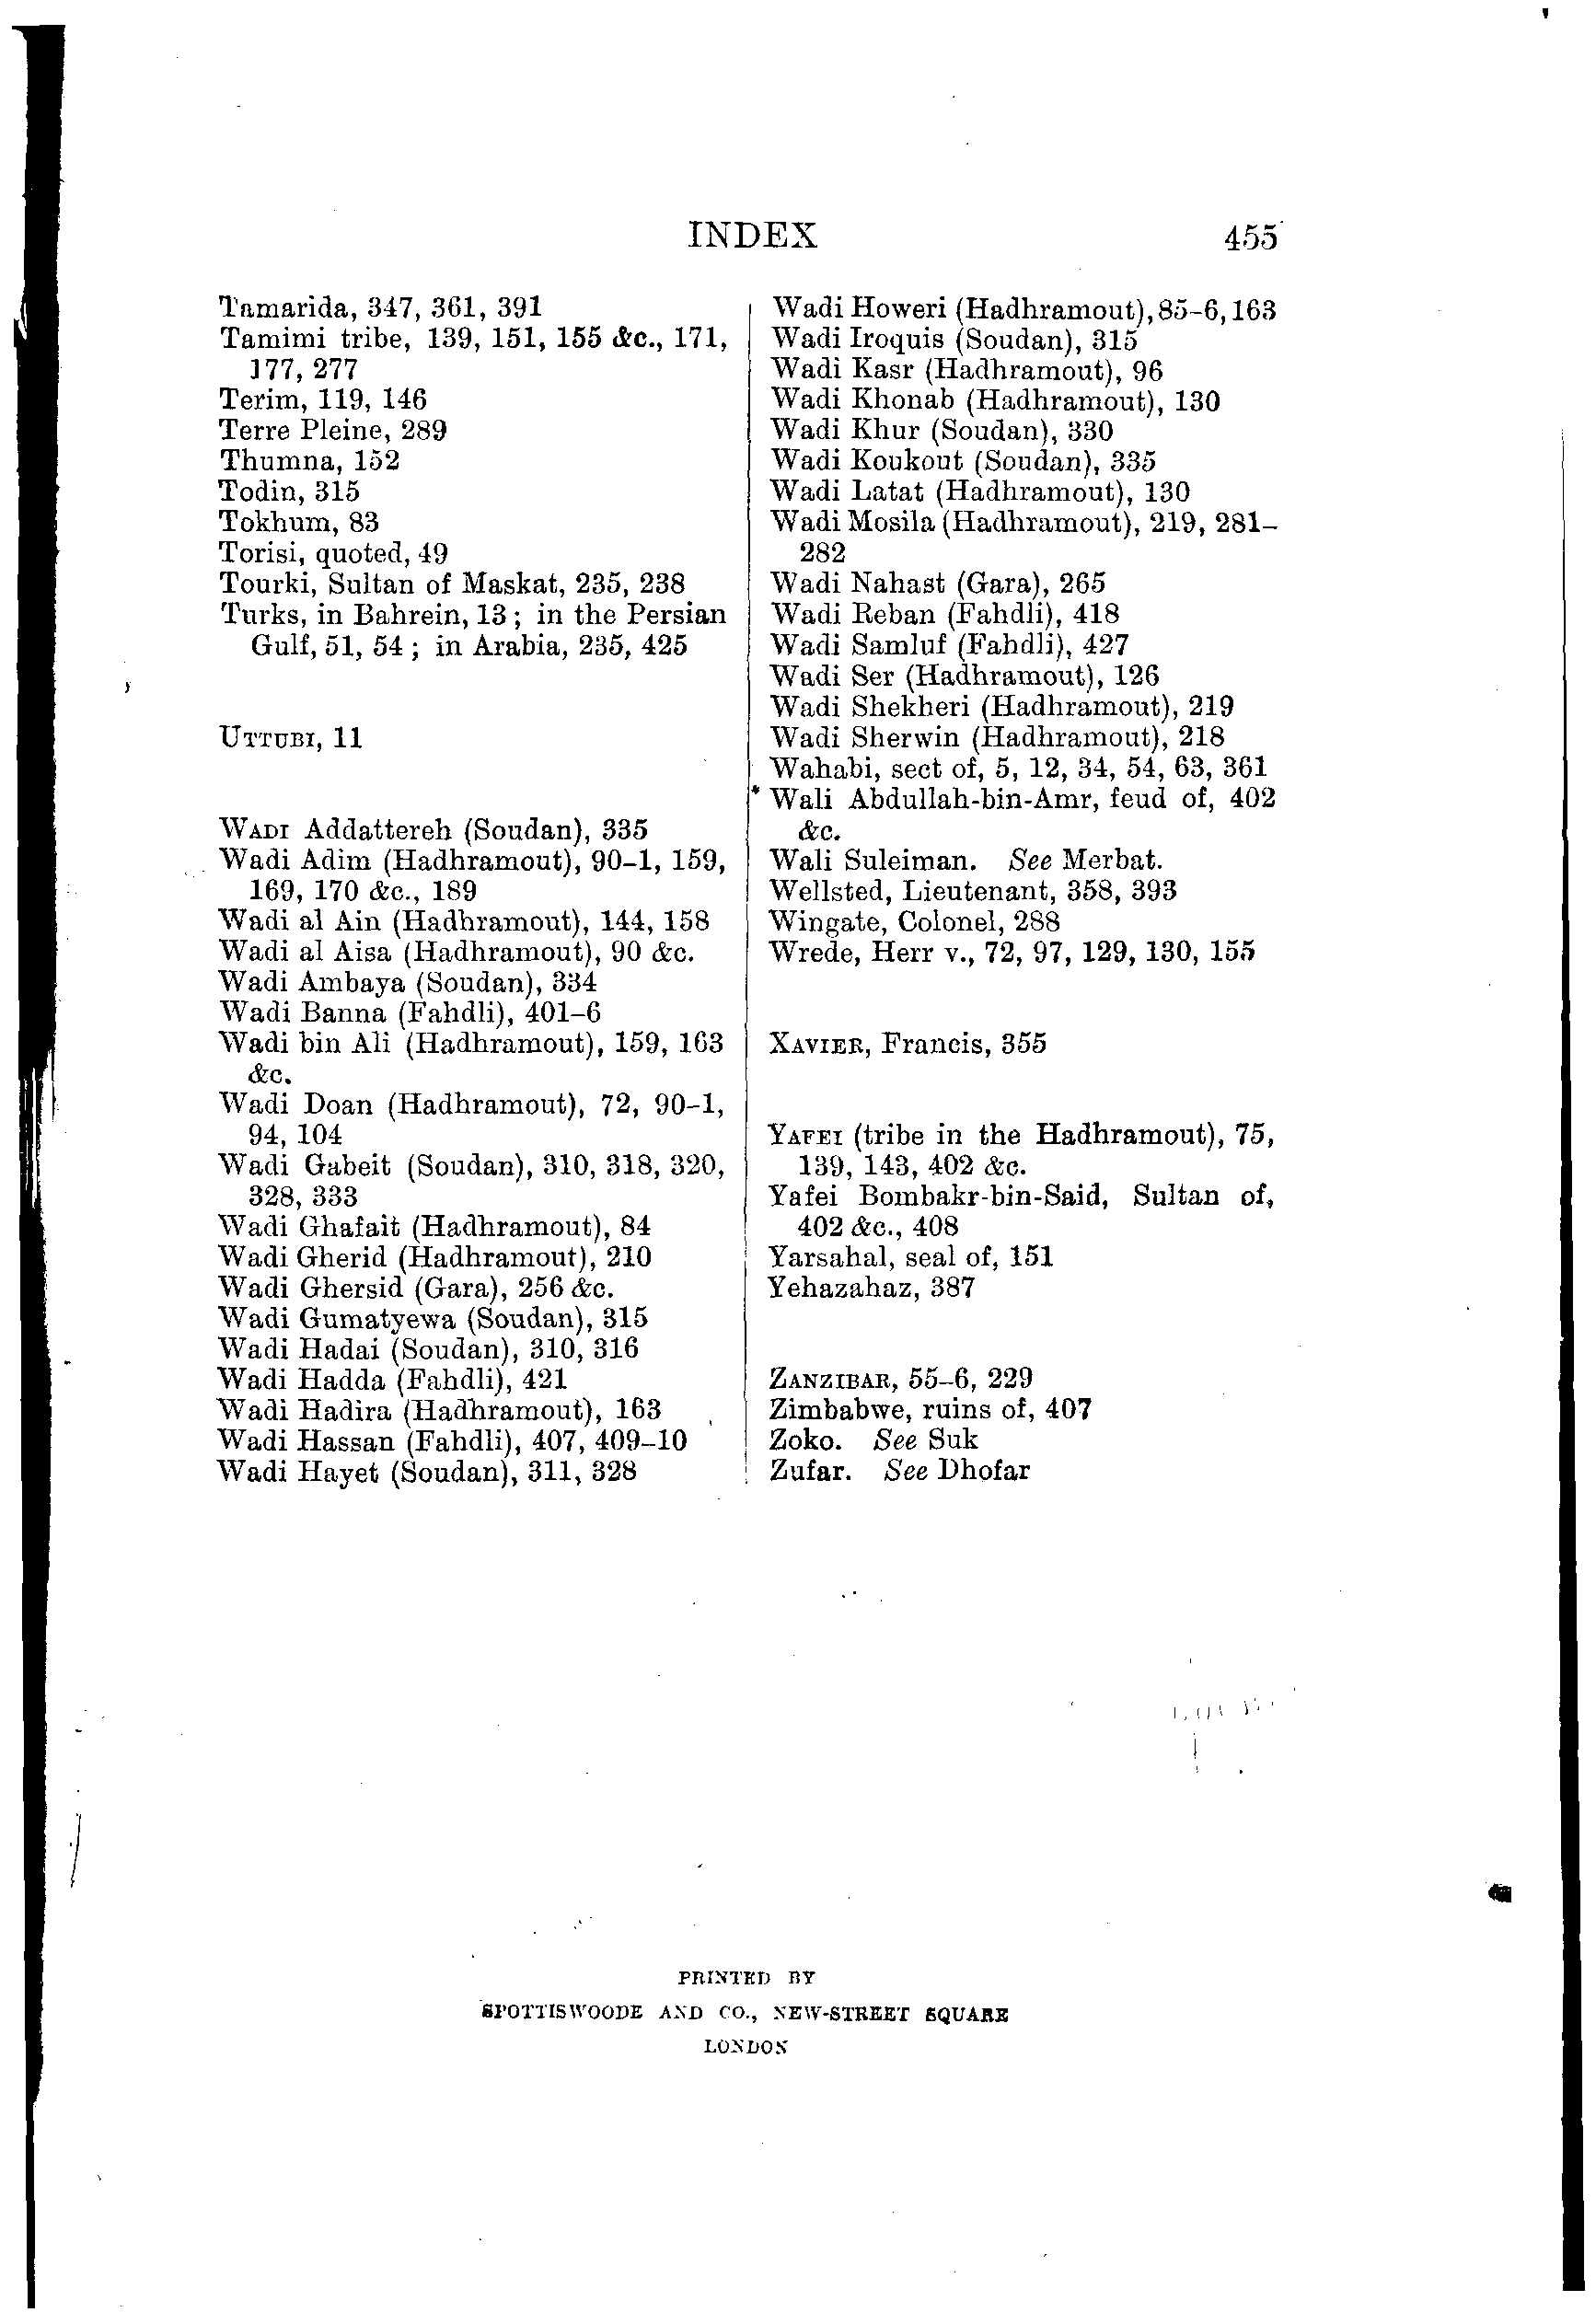 INDEX 455
Tamarida, 347, 361, 391
Tamimi tribe, 139, 151, 155 &c., 171,
177, 277
Terim, 119, 146
Terre Pleine, 289
Thumna, 152
Todin, 315
Tokhum, 83
Torisi, quoted, 49
Tourki, Sultan of Maskat, 235, 238
Turks, in Bahrein, 13; in the Persian
Gulf, 51, 54; in Arabia, 235, 425
UTTUBI, 11
WADI Addattereh (Soudan), 335
Wadi Adim (Hadhramout), 90-1, 159,
169, 170 &c., 189
Wadi al Ain (Hadhramout), 144, 158
Wadi al Aisa (Hadhramout), 90 &c.
Wadi Ambaya (Soudan), 334
Wadi Banna (Fahdli), 401-6
Wadi bin Ali (Hadhramout), 159, 163
&c.
Wadi Doan (Hadhramout), 72, 90-1,
94, 104
Wadi Gabeit (Soudan), 310, 318, 320,
328, 333
Wadi Ghafait (Hadhramout), 84
Wadi Gherid (Hadhramout), 210
Wadi Ghersid (Gara), 256 &c.
Wadi Gumatyewa (Soudan), 315
Wadi Hadai (Soudan), 310, 316
Wadi Hadda (Fahdli), 421
Wadi Hadira (Hadhramout), 163
Wadi Hassan (Fahdli), 407, 409-10
Wadi Hayet (Soudan), 311, 328
Wadi Howeri (Hadhramout), 85-6, 163
Wadi Iroquis (Soudan), 315
Wadi Kasr (Hadhramout), 96
Wadi Khonab (Hadhramout), 130
Wadi Khur (Soudan), 330
Wadi Koukout (Soudan), 335
Wadi Latat (Hadhramout), 130
Wadi Mosila (Hadhramout), 219, 281-
282
Wadi Nahast (Gara), 265
Wadi Reban (Fahdli), 418
Wadi Samluf (Fahdli), 427
Wadi Ser (Hadhramout), 126
Wadi Shekheri (Hadhramout), 219
Wadi Sherwin (Hadhramout), 218
Wahabi, sect of, 5, 12, 34, 54, 63, 361
Wali Abdullah-bin-Amr, feud of, 402
&c.
Wali Suleiman. See Merbat.
Wellsted, Lieutenant, 358, 393
Wingate, Colonel, 288
Wrede, Herr v., 72, 97, 129, 130, 155
XAVIER, Francis, 355
YAFEI (tribe in the Hadhramout), 75,
139, 143, 402 &c.
Yafei Bombakr-bin-Said, Sultan of,
402 &c., 408
Yarsahal, seal of, 151
Yehazahaz, 387
ZANZIBAR, 55-6, 229
Zimbabwe, ruins of, 407
Zoko. See Suk
Zufar. See Dhofar
PRINTED BY
SPOTTISWOODE AND CO., NEW-STREET SQUARE
LONDON